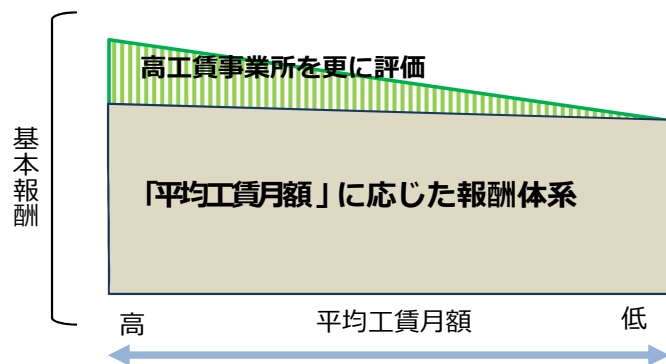 高工賃事業所を更に評価
基本報酬
「平均工賃月額」に応じた報酬体系
高
平均工賃月額
低